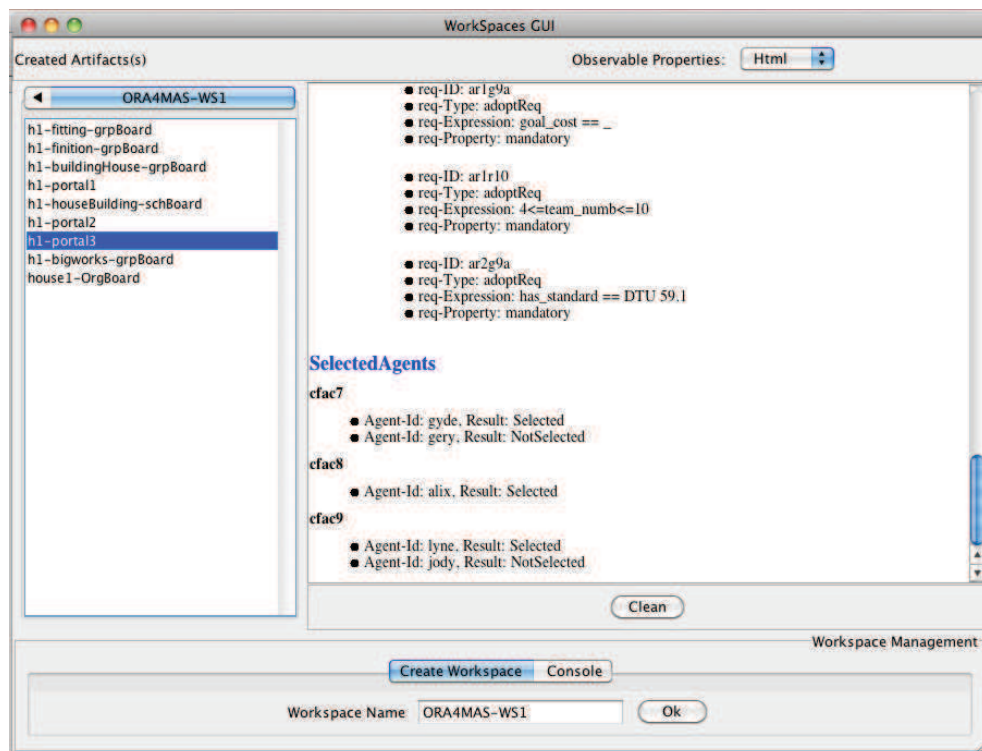 WorkSpaces GUI
Created Artifacts(s)
Observable Properties: Html
ORA4MAS-WS1
h1-fitting-grpBoard
h1-finition-grpBoard
h1-buildingHouse-grpBoard
h1-portal1
h1-houseBuilding-schBoard
h1-portal2
h1-portal3
h1-bigworks-grpBoard
house1-OrgBoard
req-ID: ar1g9a
req-Type: adoptReq
req-Expression: goal_cost == _
req-Property: mandatory
req-ID: ar1r10
req-Type: adoptReq
req-Expression: 4<=team_numb<=10
req-Property: mandatory
req-ID: ar2g9a
req-Type: adoptReq
req-Expression: has_standard == DTU 59.1
req-Property: mandatory
SelectedAgents
cfac7
Agent-Id: gyde, Result: Selected
Agent-Id: gery, Result: NotSelected
cfac8
Agent-Id: alix, Result: Selected
cfac9
Agent-Id: lyne, Result: Selected
Agent-Id: jody, Result: NotSelected
Clean
Workspace Management
Create Workspace Console
Workspace Name ORA4MAS-WS1 Ok